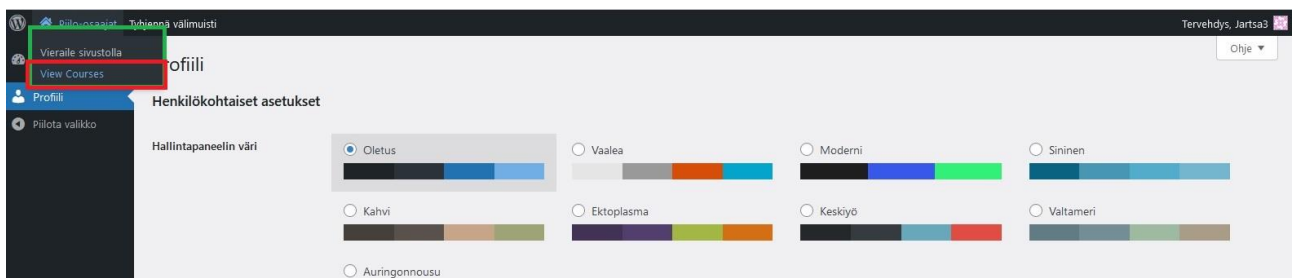 Piilo-osaajat Tyhjennä välimuisti Tervehdys, Jartsa3
Vieraile sivustolla
View Courses
Ohje
Profiili
rofiili
Henkilökohtaiset asetukset
Piilota valikko
Hallintapaneelin väri
Oletus Vaalea Moderni Sininen
Kahvi Ektoplasma Keskiyö Valtameri
Auringonnousu